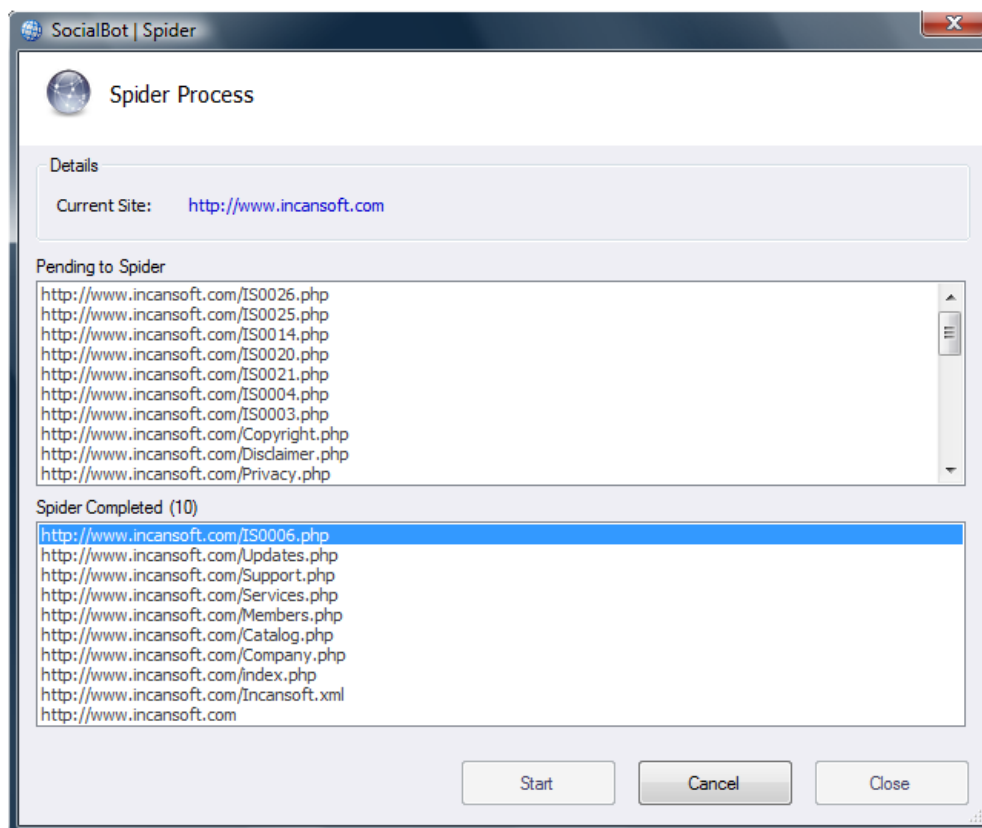 SocialBot | Spider
Spider Process
Details
Current Site: http://www.incansoft.com
Pending to Spider
http://www.incansoft.com/IS0026.php
http://www.incansoft.com/IS0025.php
http://www.incansoft.com/IS0014.php
http://www.incansoft.com/IS0020.php
http://www.incansoft.com/IS0021.php
http://www.incansoft.com/IS0004.php
http://www.incansoft.com/IS0003.php
http://www.incansoft.com/Copyright.php
http://www.incansoft.com/Disclaimer.php
http://www.incansoft.com/Privacy.php
Spider Completed (10)
http://www.incansoft.com/IS0006.php
http://www.incansoft.com/Updates.php
http://www.incansoft.com/Support.php
http://www.incansoft.com/Services.php
http://www.incansoft.com/Members.php
http://www.incansoft.com/Catalog.php
http://www.incansoft.com/Company.php
http://www.incansoft.com/index.php
http://www.incansoft.com/Incansoft.xml
http://www.incansoft.com
Start Cancel Close